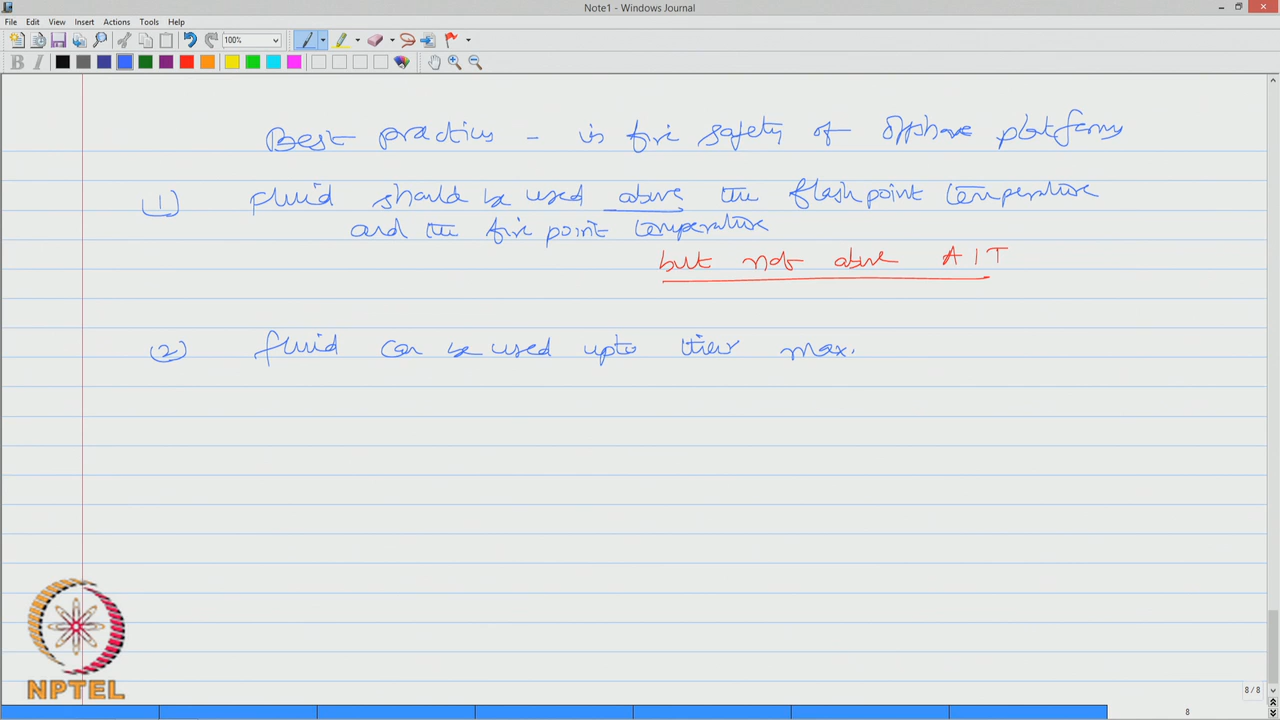 Note1 - Windows Journal
File Edit View Insert Actions Tools Help
100%
B I
Best practices - in fire safety of offshore platforms
(1) Fluid should be used above the flashpoint temperature
and the fire point temperature
but not above AIT
(2) fluid can be used upto their max.
NPTEL
8 / 8
8